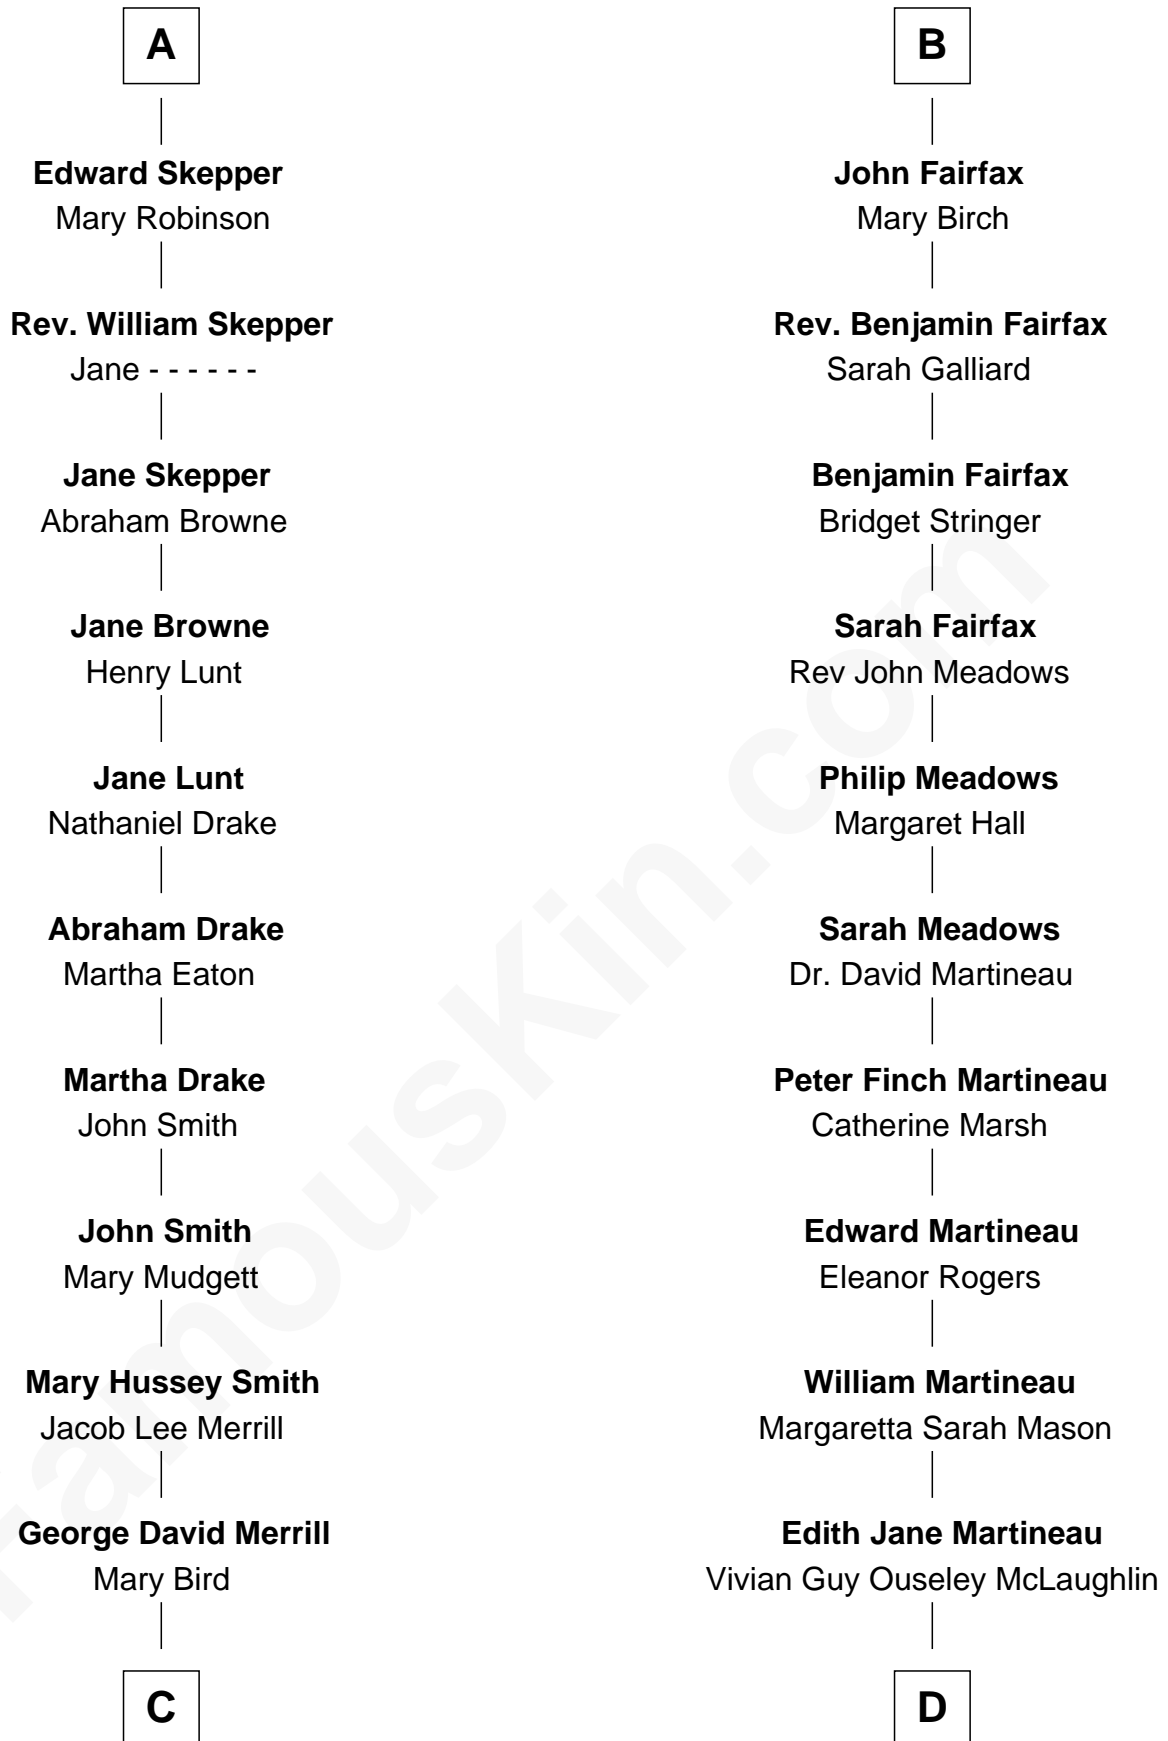 A
Edward Skepper
Mary Robinson
Rev. William Skepper
Jane - - - - - -
Jane Skepper
Abraham Browne
Jane Browne
Henry Lunt
Jane Lunt
Nathaniel Drake
Abraham Drake
Martha Eaton
Martha Drake
John Smith
John Smith
Mary Mudgett
Mary Hussey Smith
Jacob Lee Merrill
George David Merrill
Mary Bird
C
B
John Fairfax
Mary Birch
Rev. Benjamin Fairfax
Sarah Galliard
Benjamin Fairfax
Bridget Stringer
Sarah Fairfax
Rev John Meadows
Philip Meadows
Margaret Hall
Sarah Meadows
Dr. David Martineau
Peter Finch Martineau
Catherine Marsh
Edward Martineau
Eleanor Rogers
William Martineau
Margaretta Sarah Mason
Edith Jane Martineau
Vivian Guy Ouseley McLaughlin
D
FamousKin.com